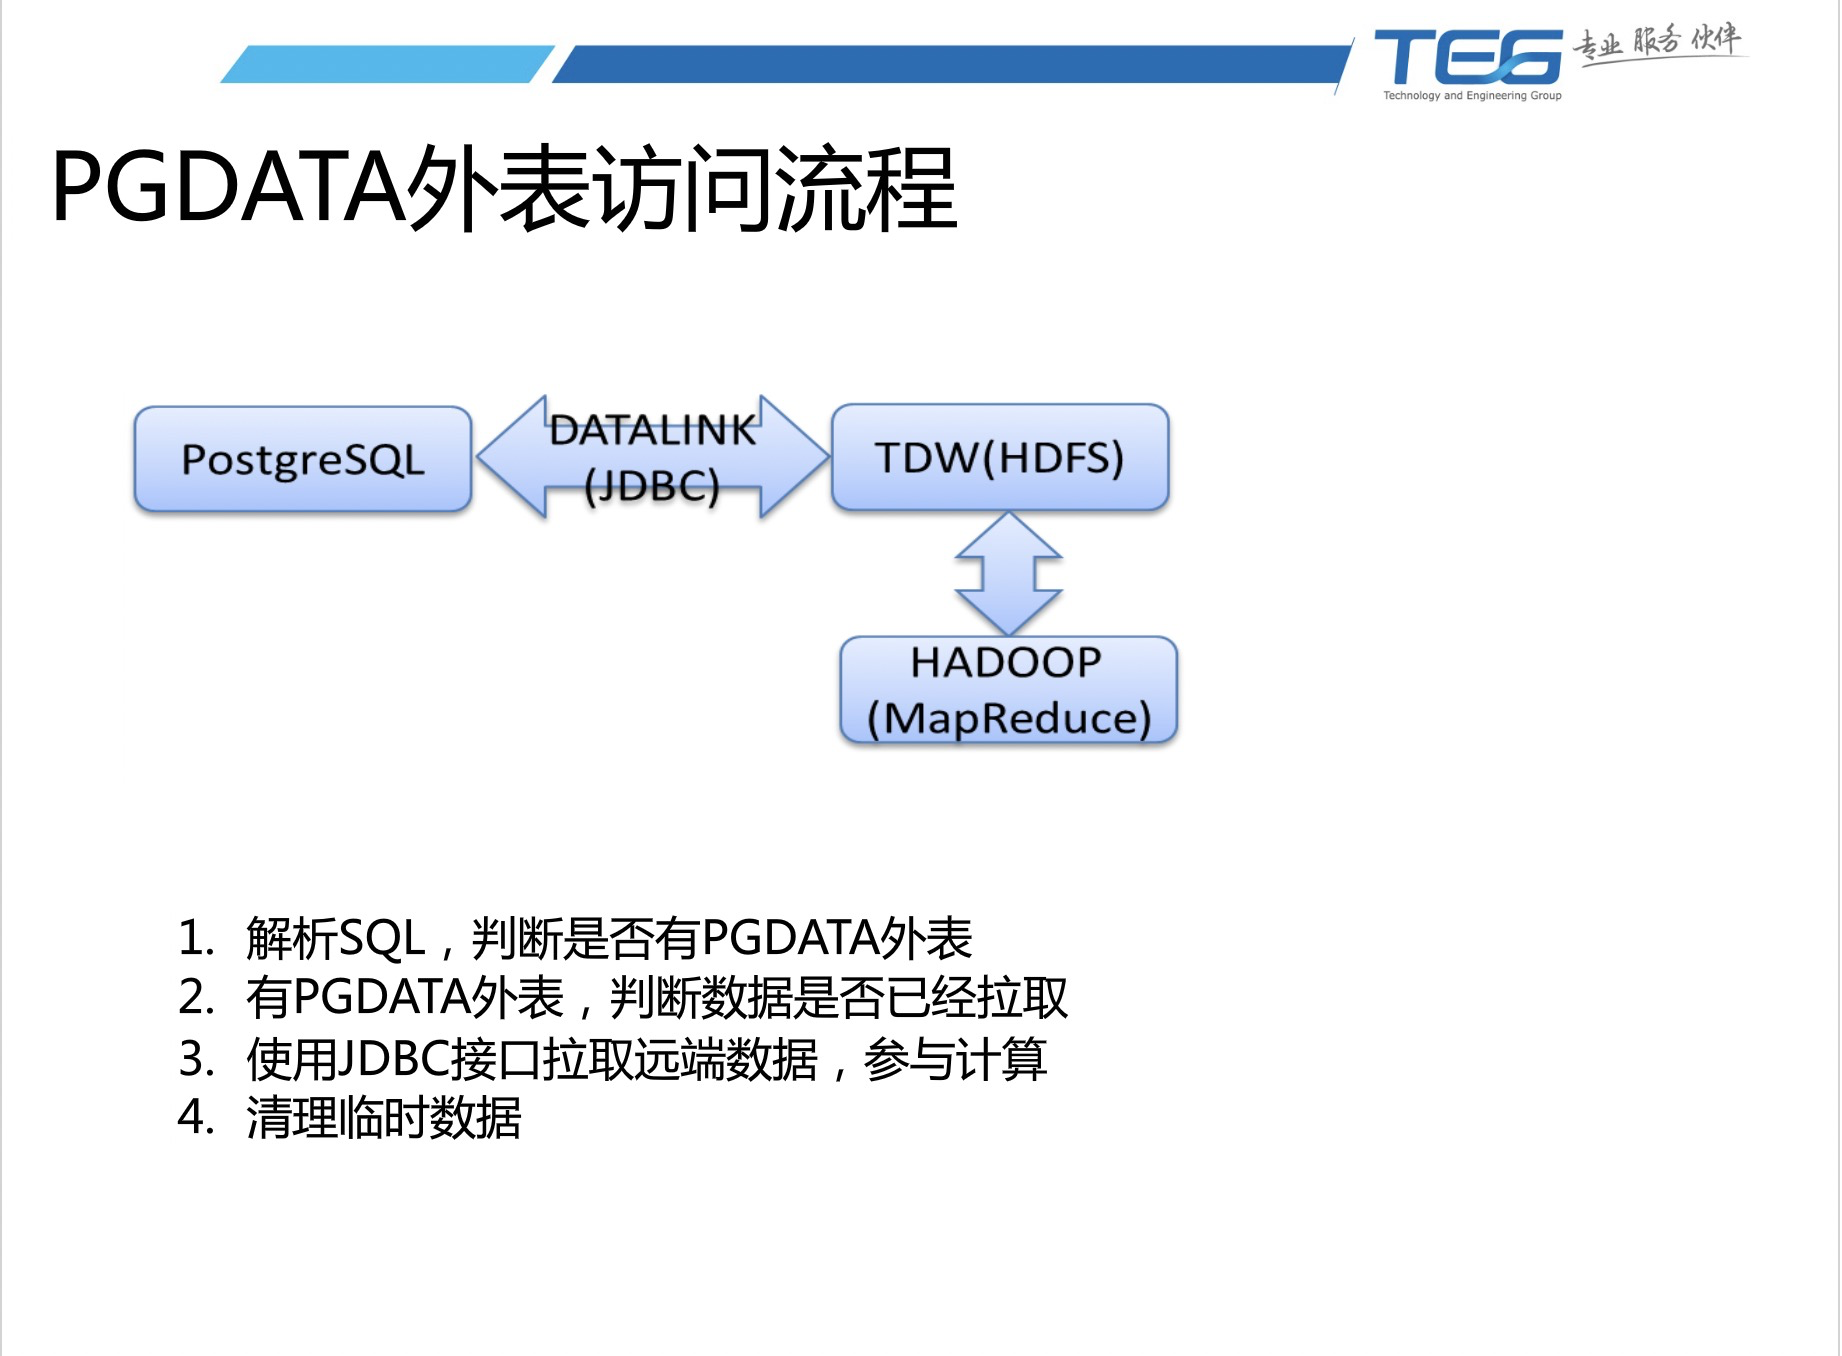 TEG 专业 服务 伙伴
Technology and Engineering Group
PGDATA外表访问流程
PostgreSQL
DATALINK
(JDBC)
TDW(HDFS)
HADOOP
(MapReduce)
1. 解析SQL，判断是否有PGDATA外表
2. 有PGDATA外表，判断数据是否已经拉取
3. 使用JDBC接口拉取远端数据，参与计算
4. 清理临时数据